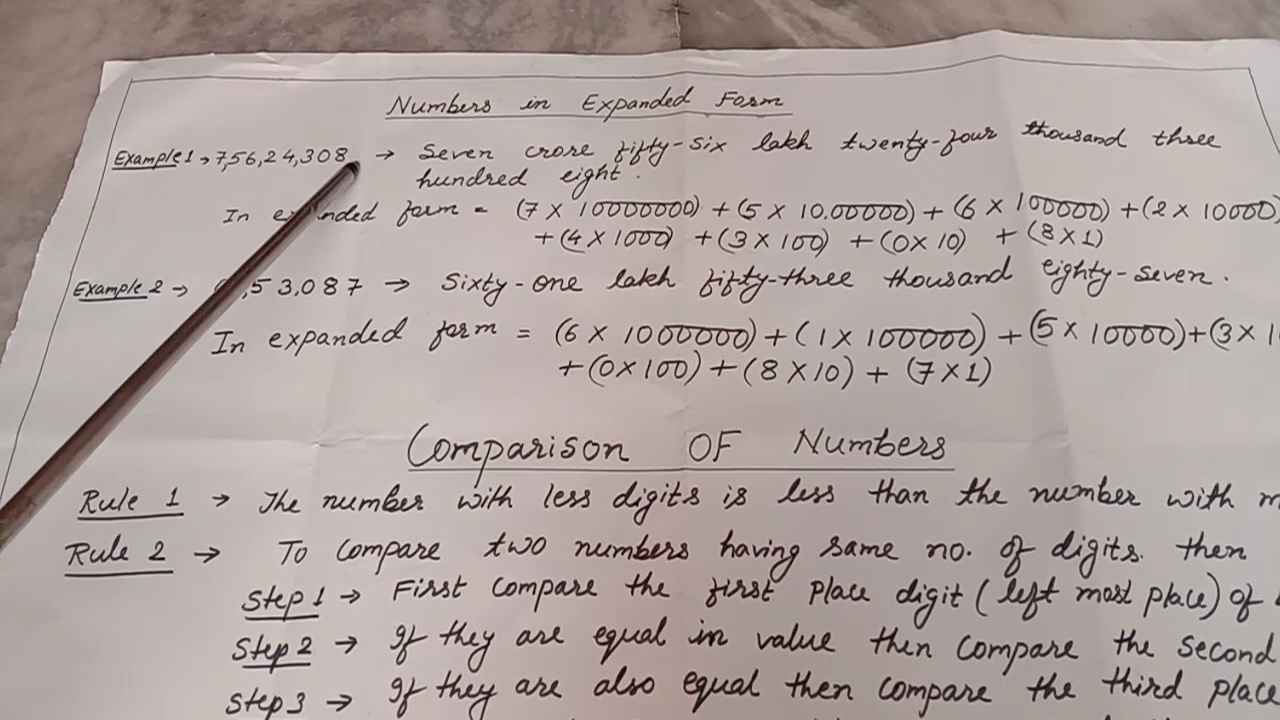 Numbers in Expanded Form
Example 1 → 7,56,24,308 → Seven crore fifty-six lakh twenty-four thousand three
hundred eight.
In expanded form = (7 X 10000000) + (5 X 10,00000) + (6 X 100000) + (2 X 10000)
+ (4 X 1000) + (3 X 100) + (0 X 10) + (8 X 1)
Example 2 → ,53,087 → Sixty-one lakh fifty-three thousand eighty-seven.
In expanded form = (6 X 1000000) + (1 X 100000) + (5 X 10000) + (3 X 1
+ (0 X 100) + (8 X 10) + (7 X 1)
Comparison OF Numbers
Rule 1 → The number with less digits is less than the number with
Rule 2 → To compare two numbers having same no. of digits. then
Step 1 → First compare the first place digit (left most place) of
Step 2 → If they are equal in value then compare the second
Step 3 → If they are also equal then compare the third place